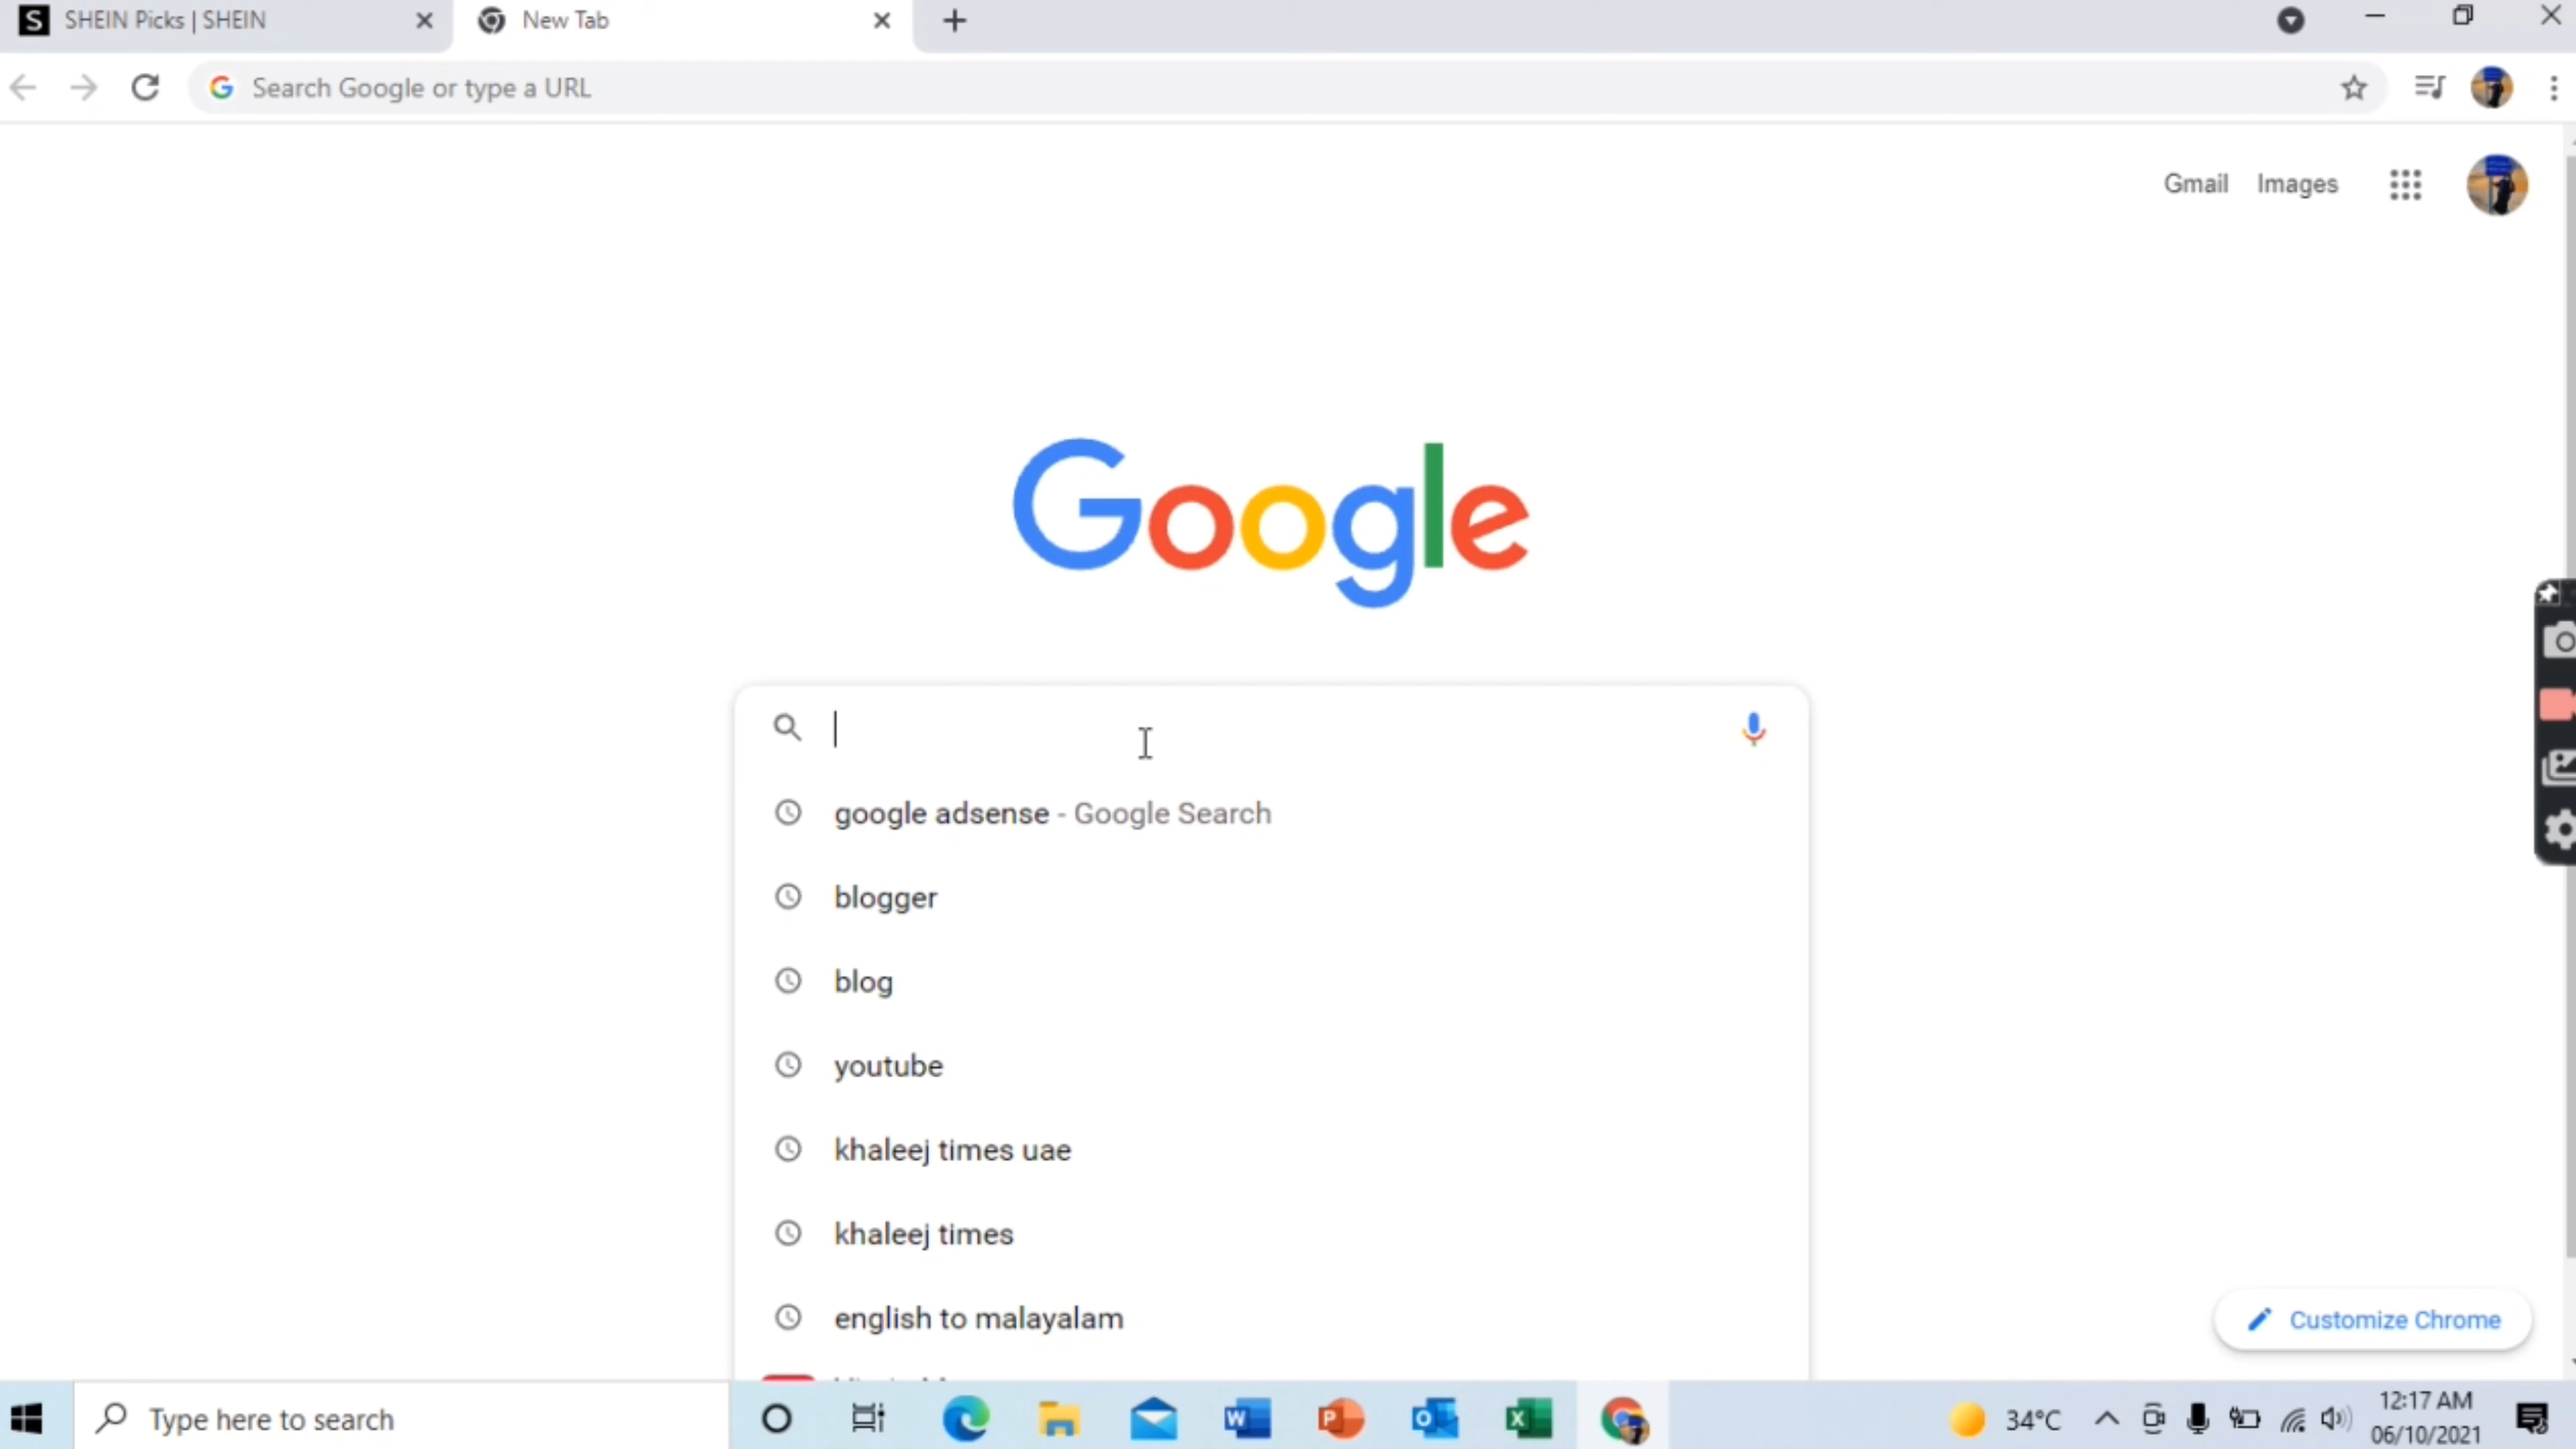 SHEIN Picks | SHEIN
New Tab
Search Google or type a URL
Gmail
Images
Google
google adsense - Google Search
blogger
blog
youtube
khaleej times uae
khaleej times
english to malayalam
Customize Chrome
Type here to search
34°C
12:17 AM
06/10/2021